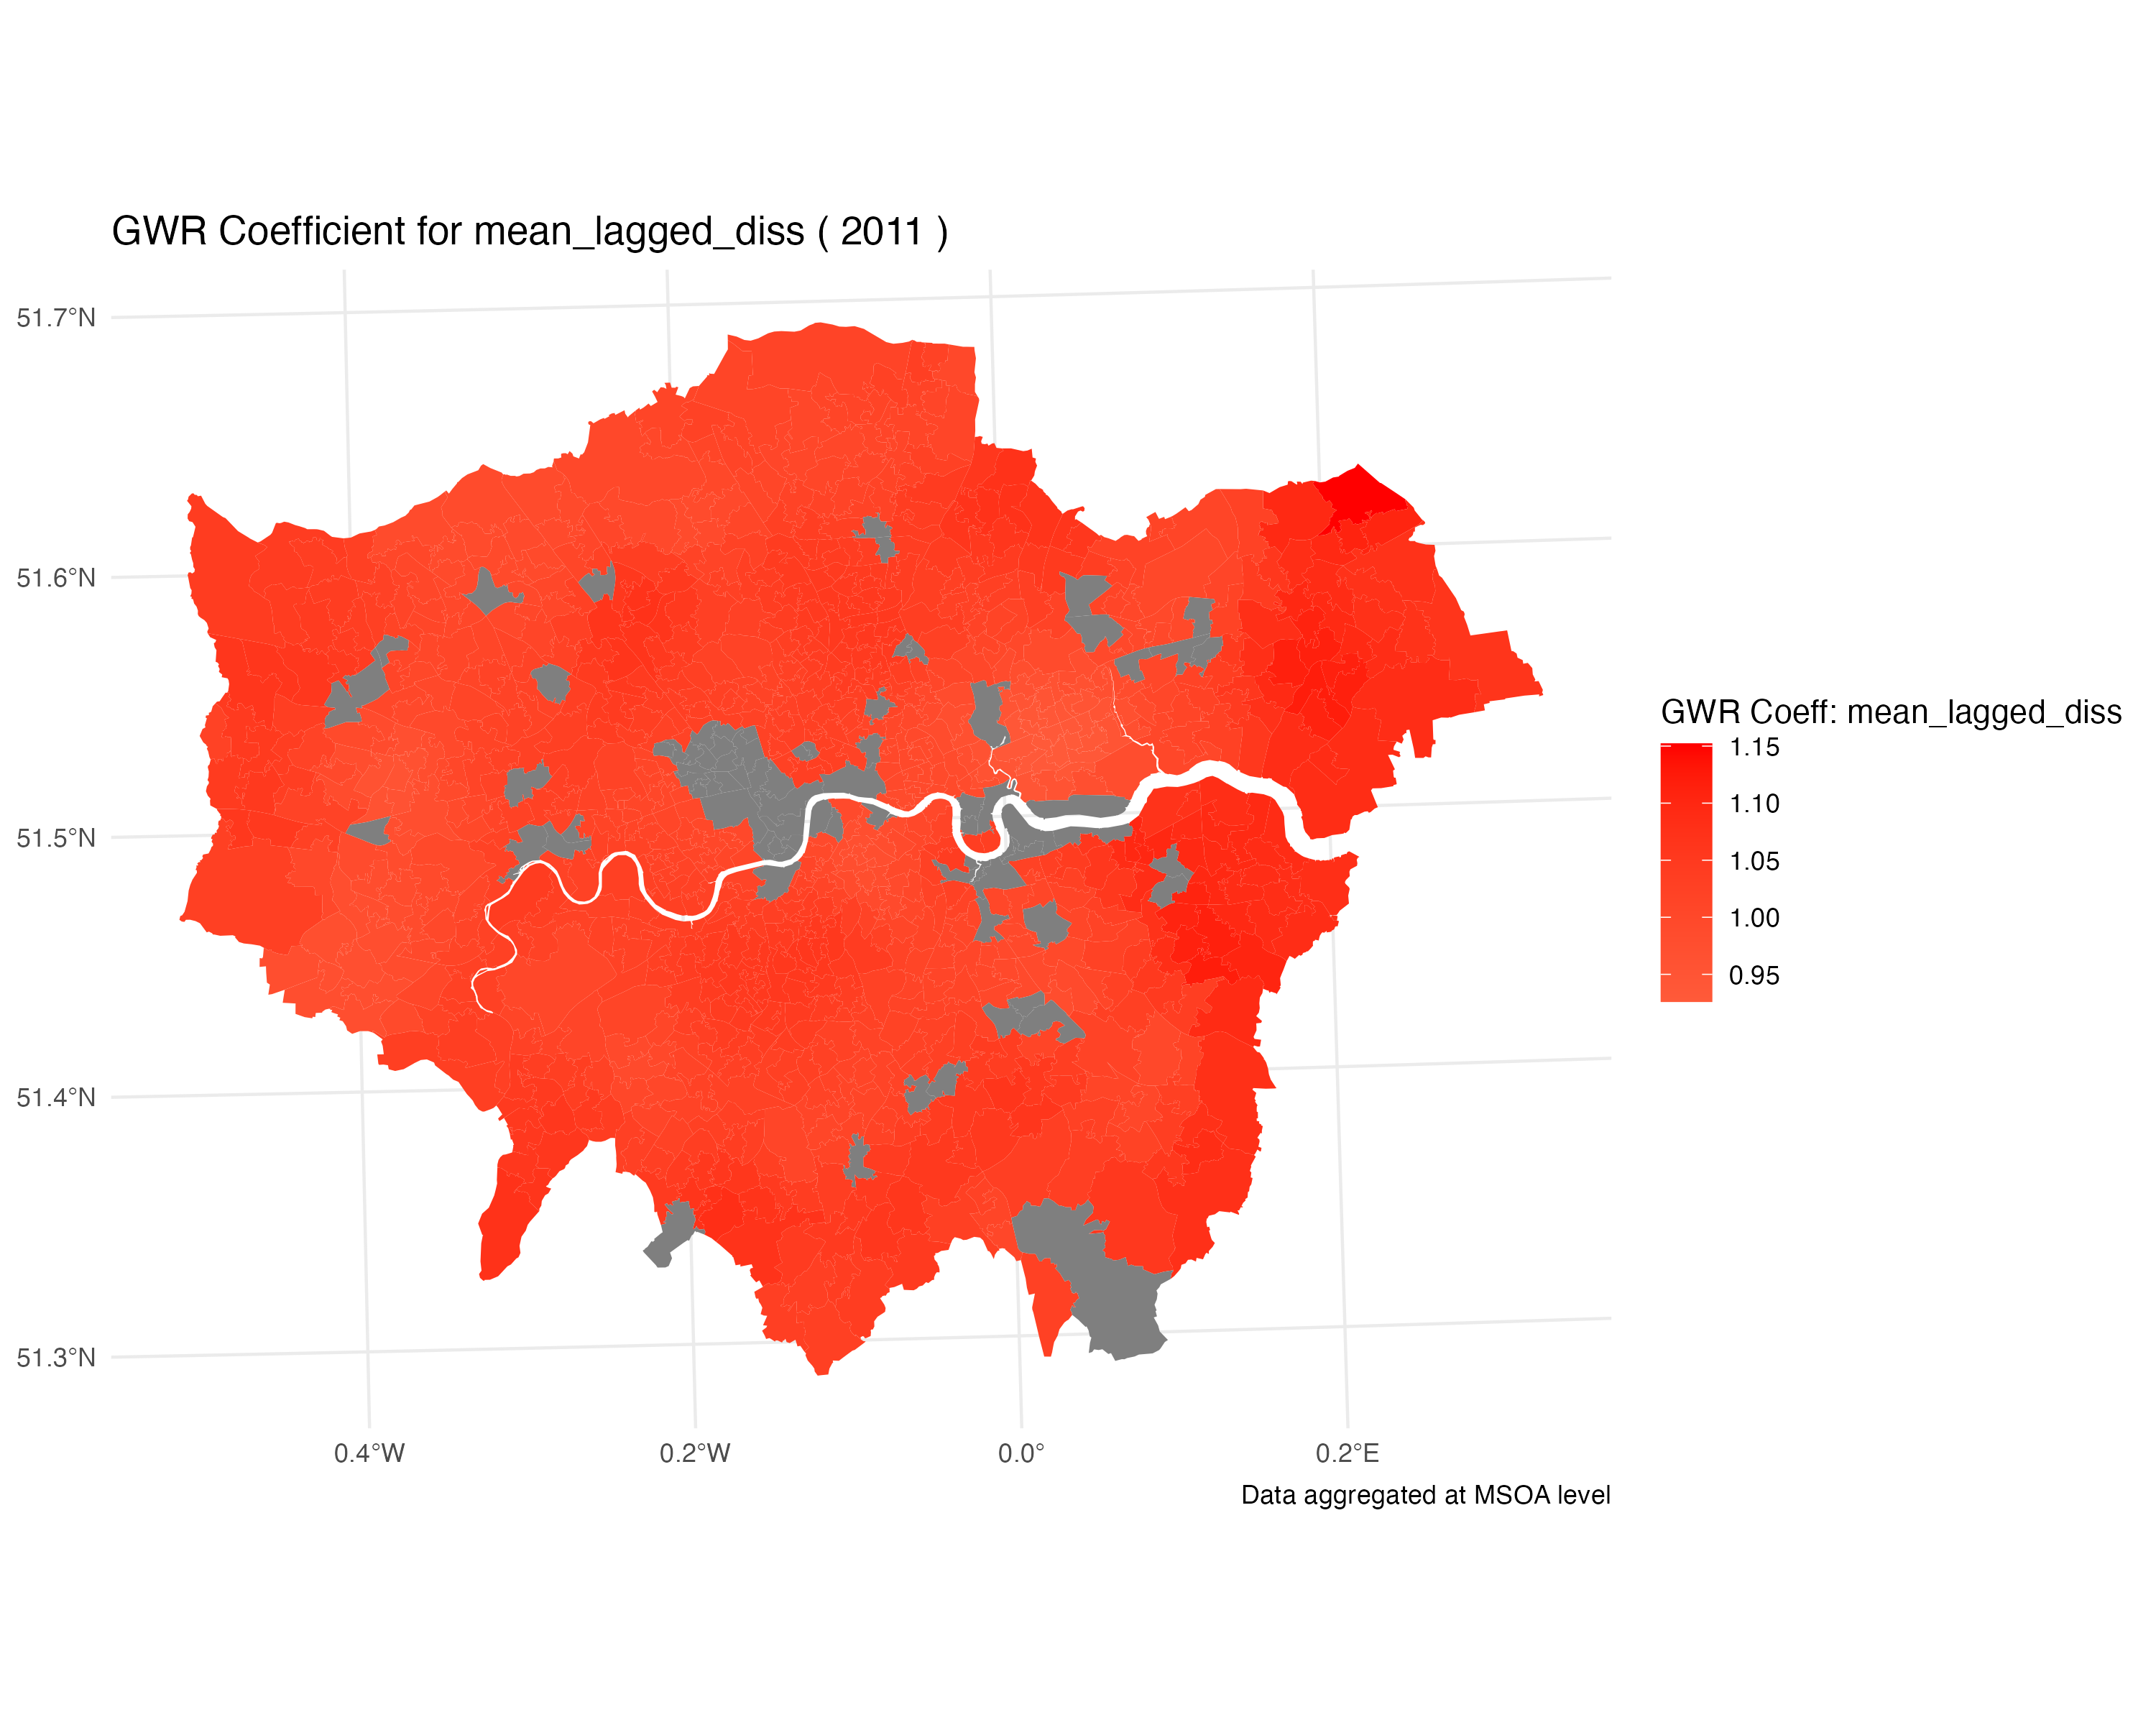 GWR Coefficient for mean_lagged_diss ( 2011 )
51.7°N
51.6°N
51.5°N
51.4°N
51.3°N
0.4°W
0.2°W
0.0°
0.2°E
GWR Coeff: mean_lagged_diss
1.15
1.10
1.05
1.00
0.95
Data aggregated at MSOA level